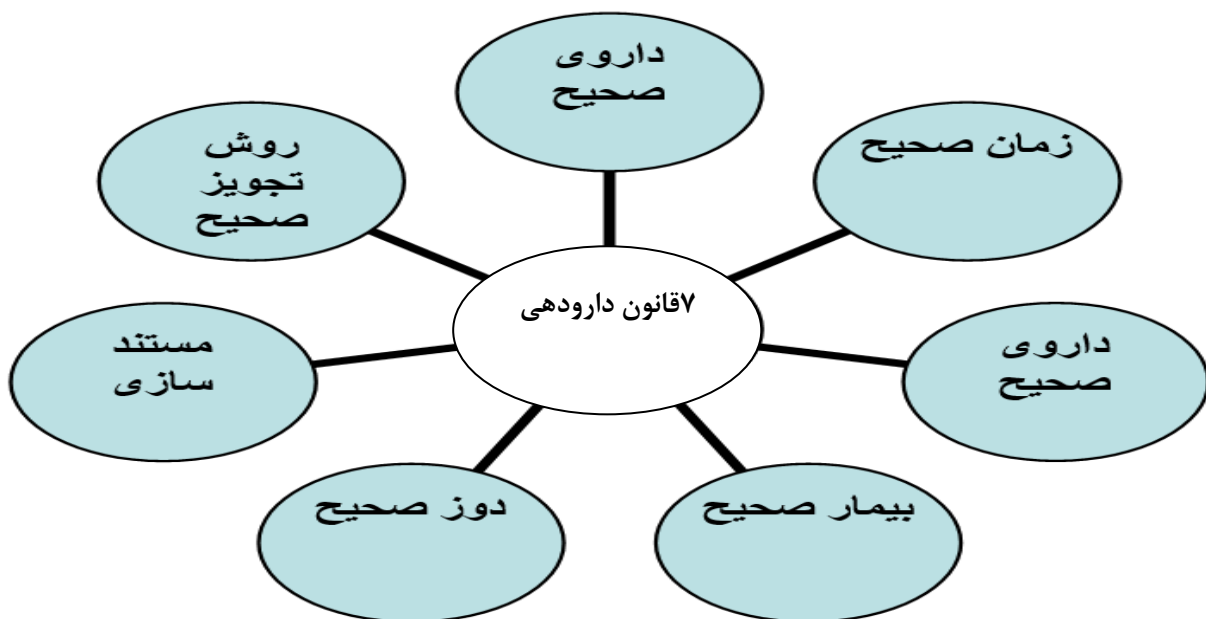 داروی
صحیح
زمان صحیح
روش
تجویز
صحیح
۷قانون دارودهی
داروی
صحیح
مستند
سازی
بیمار صحیح
دوز صحیح